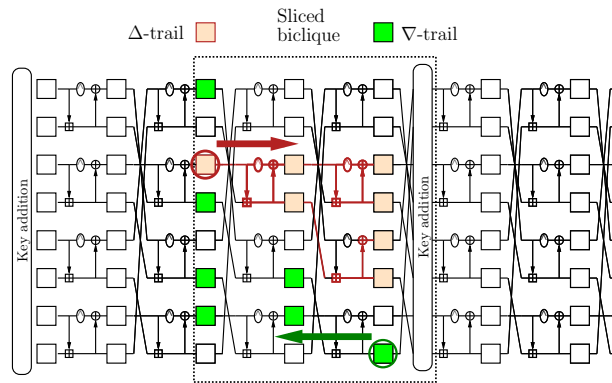 Δ-trail
Sliced
biclique
∇-trail
Key addition
Key addition